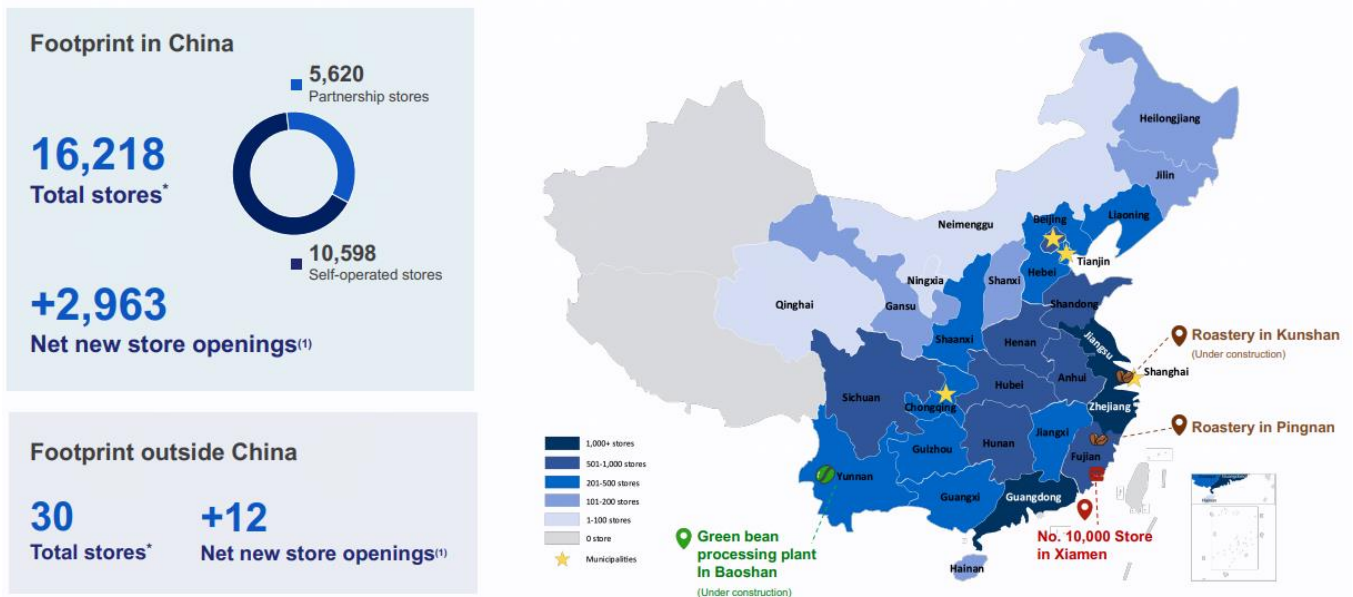 Footprint in China
5,620
Partnership stores
16,218
Total stores*
10,598
Self-operated stores
+2,963
Net new store openings(1)
Footprint outside China
30
Total stores*
+12
Net new store openings(1)
Heilongjiang
Jilin
Liaoning
Beijing
Neimenggu
Tianjin
Hebei
Shanxi
Ningxia
Qinghai
Gansu
Shandong
Shaanxi
Henan
Jiangsu
Roastery in Kunshan
(Under construction)
Shanghai
Anhui
Hubei
Sichuan
Chongqing
Zhejiang
Roastery in Pingnan
Jiangxi
Hunan
Guizhou
Fujian
Yunnan
Guangxi
Guangdong
Hainan
1,000+ stores
501-1,000 stores
201-500 stores
101-200 stores
1-100 stores
0 store
Municipalities
Green bean
processing plant
In Baoshan
(Under construction)
No. 10,000 Store
in Xiamen